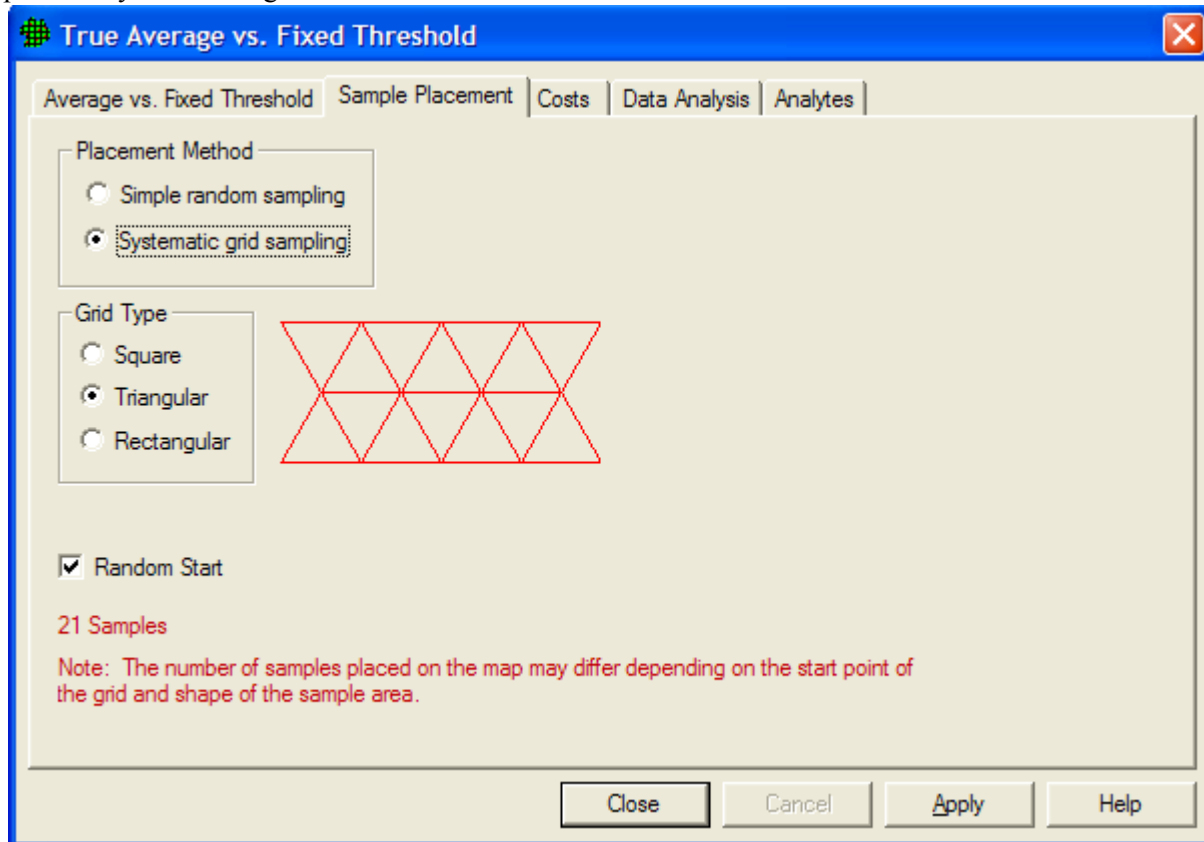 True Average vs. Fixed Threshold
Average vs. Fixed Threshold Sample Placement Costs Data Analysis Analytes
Placement Method
Simple random sampling
Systematic grid sampling
Grid Type
Square
Triangular
Rectangular
Random Start
21 Samples
Note: The number of samples placed on the map may differ depending on the start point of
the grid and shape of the sample area.
Close Cancel Apply Help